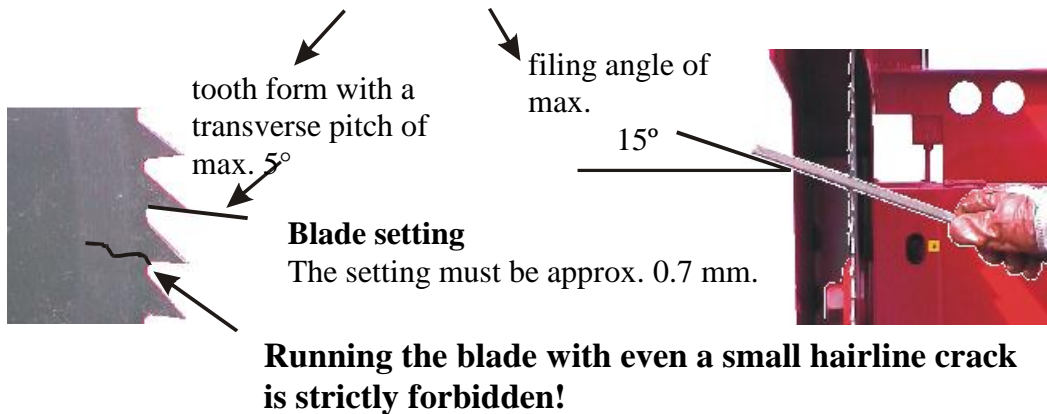 tooth form with a
transverse pitch of
max. 5°
filing angle of
max.
15º
Blade setting
The setting must be approx. 0.7 mm.
Running the blade with even a small hairline crack
is strictly forbidden!